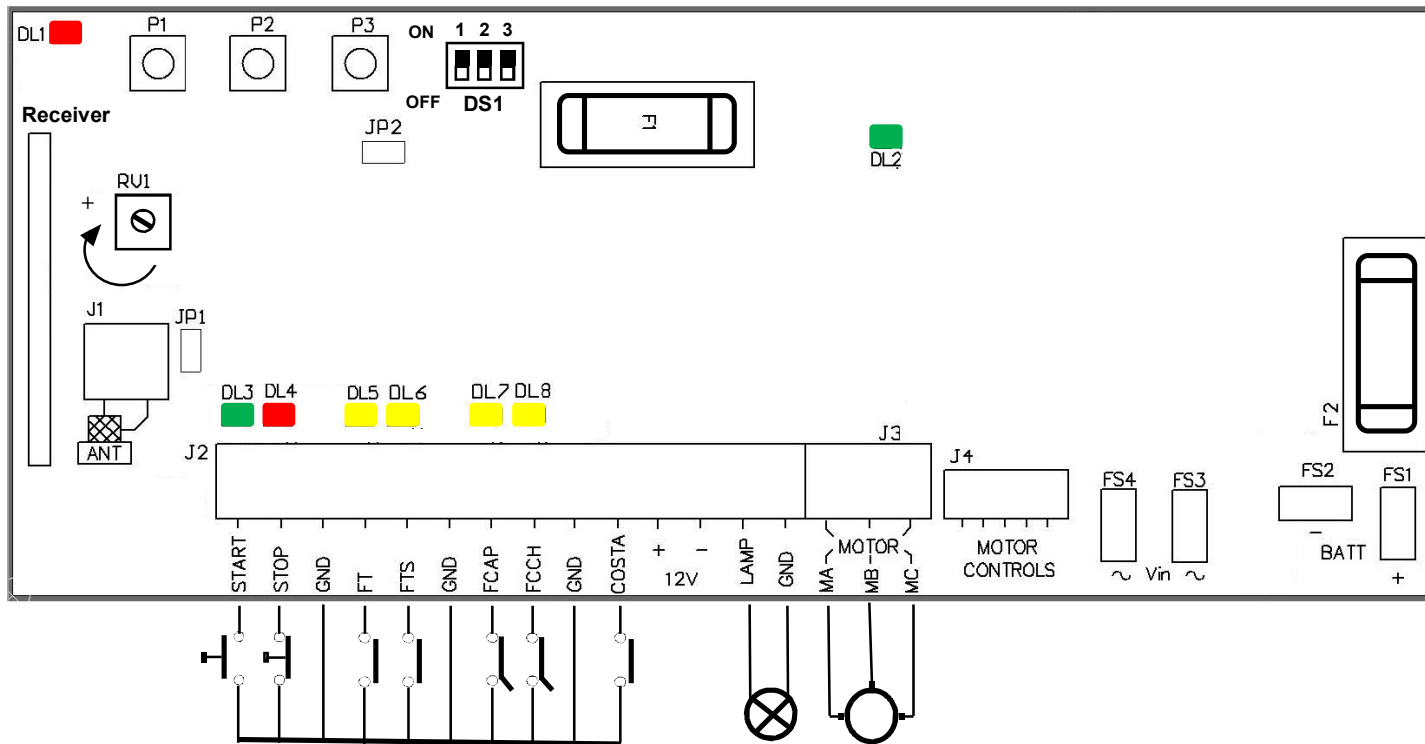 DL1
P1 P2 P3
ON 1 2 3
OFF DS1
Receiver
JP2
F1
DL2
RV1
+
J1
JP1
ANT
DL3 DL4 DL5 DL6 DL7 DL8
J2
J3
J4
F2
FS4 FS3 FS2 FS1
START
STOP
GND
FT
FTS
GND
FCAP
FCCH
GND
COSTA
+ -
12V
LAMP
GND
MOTOR
MA
MB
MC
MOTOR
CONTROLS
~ Vin ~
-
BATT
+